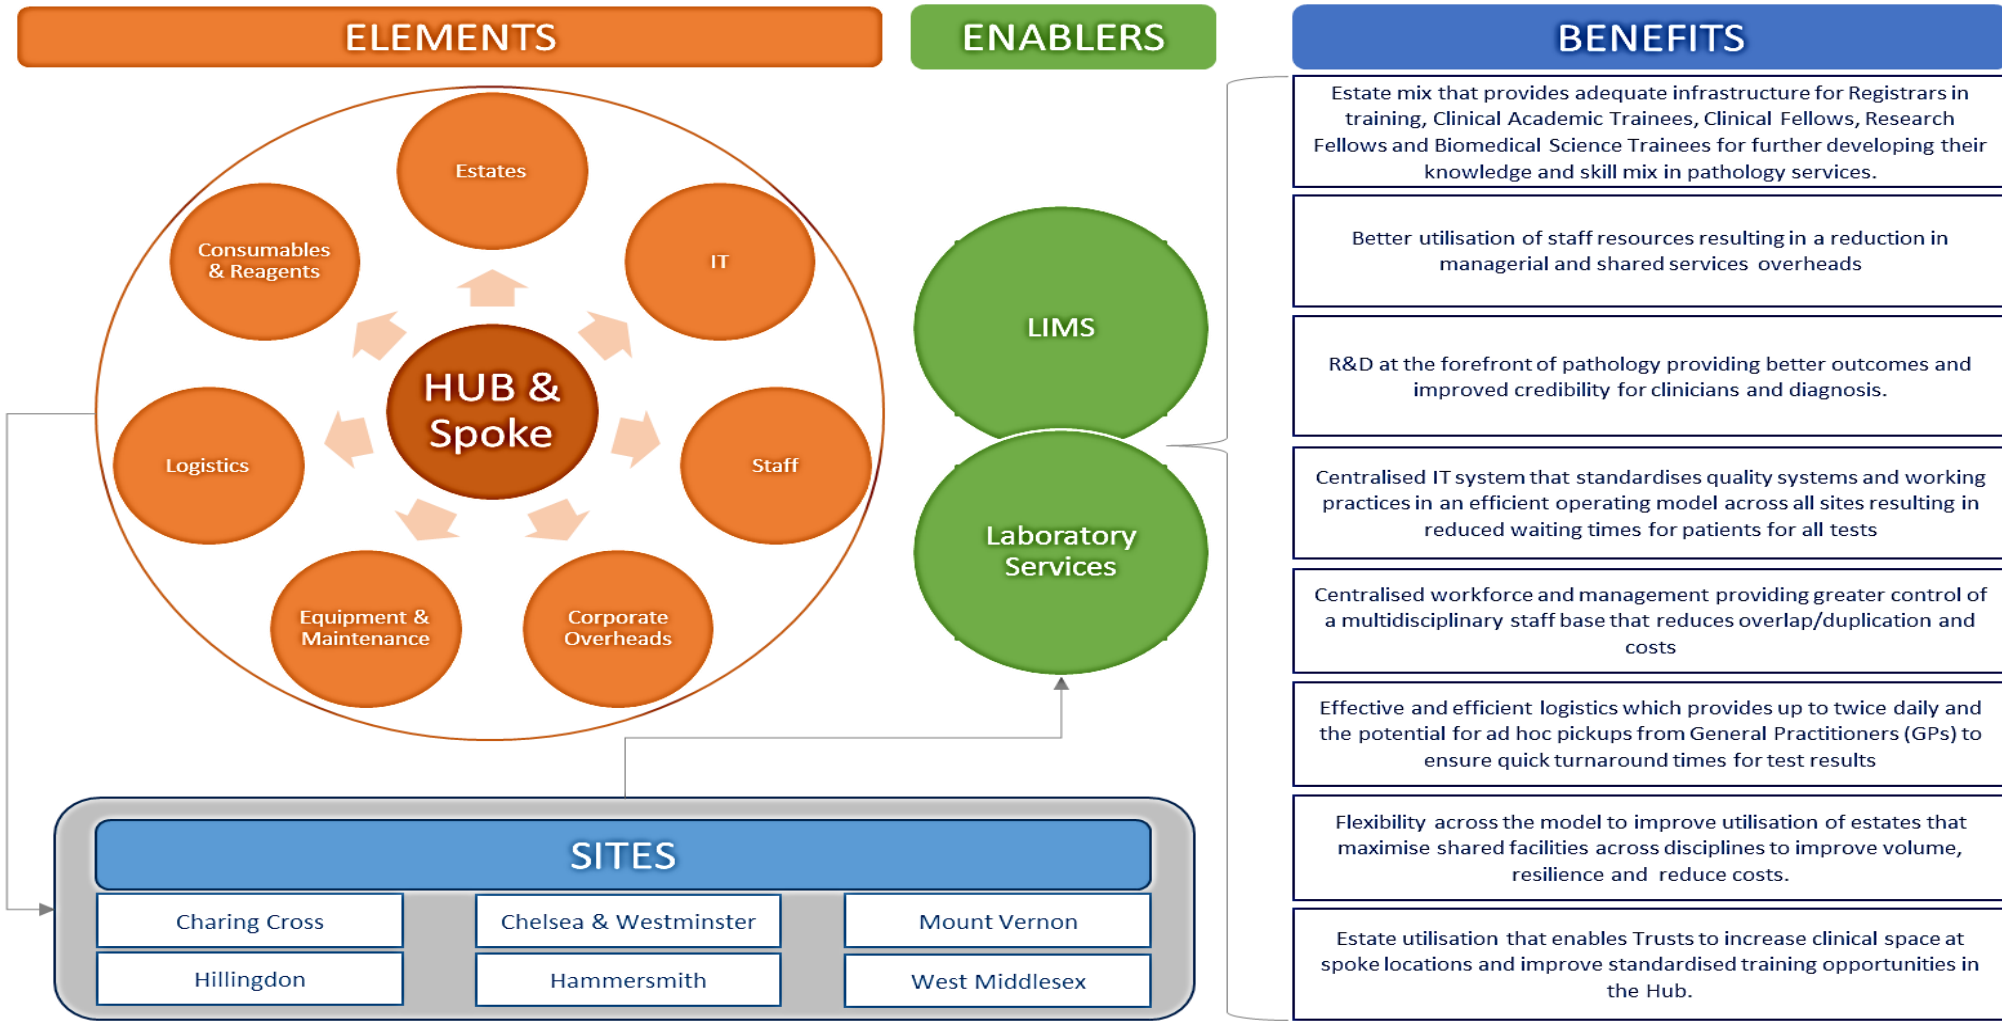 ELEMENTS
Estates
IT
Staff
Corporate
Overheads
Equipment &
Maintenance
Logistics
Consumables
& Reagents
HUB &
Spoke
ENABLERS
LIMS
Laboratory
Services
BENEFITS
Estate mix that provides adequate infrastructure for Registrars in
training, Clinical Academic Trainees, Clinical Fellows, Research
Fellows and Biomedical Science Trainees for further developing their
knowledge and skill mix in pathology services.
Better utilisation of staff resources resulting in a reduction in
managerial and shared services overheads
R&D at the forefront of pathology providing better outcomes and
improved credibility for clinicians and diagnosis.
Centralised IT system that standardises quality systems and working
practices in an efficient operating model across all sites resulting in
reduced waiting times for patients for all tests
Centralised workforce and management providing greater control of
a multidisciplinary staff base that reduces overlap/duplication and
costs
Effective and efficient logistics which provides up to twice daily and
the potential for ad hoc pickups from General Practitioners (GPs) to
ensure quick turnaround times for test results
Flexibility across the model to improve utilisation of estates that
maximise shared facilities across disciplines to improve volume,
resilience and reduce costs.
Estate utilisation that enables Trusts to increase clinical space at
spoke locations and improve standardised training opportunities in
the Hub.
SITES
Charing Cross
Chelsea & Westminster
Mount Vernon
Hillingdon
Hammersmith
West Middlesex